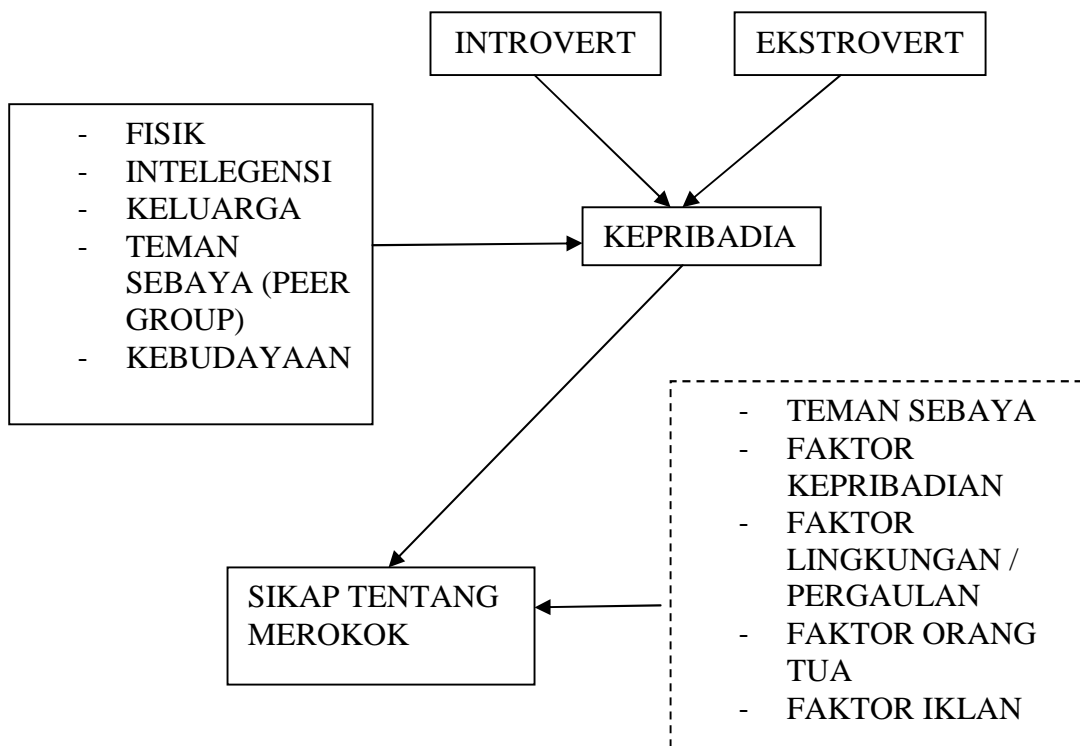 INTROVERT
EKSTROVERT
- FISIK
- INTELEGENSI
- KELUARGA
- TEMAN
SEBAYA (PEER
GROUP)
- KEBUDAYAAN
KEPRIBADIA
- TEMAN SEBAYA
- FAKTOR
KEPRIBADIAN
- FAKTOR
LINGKUNGAN /
PERGAULAN
- FAKTOR ORANG
TUA
- FAKTOR IKLAN
SIKAP TENTANG
MEROKOK